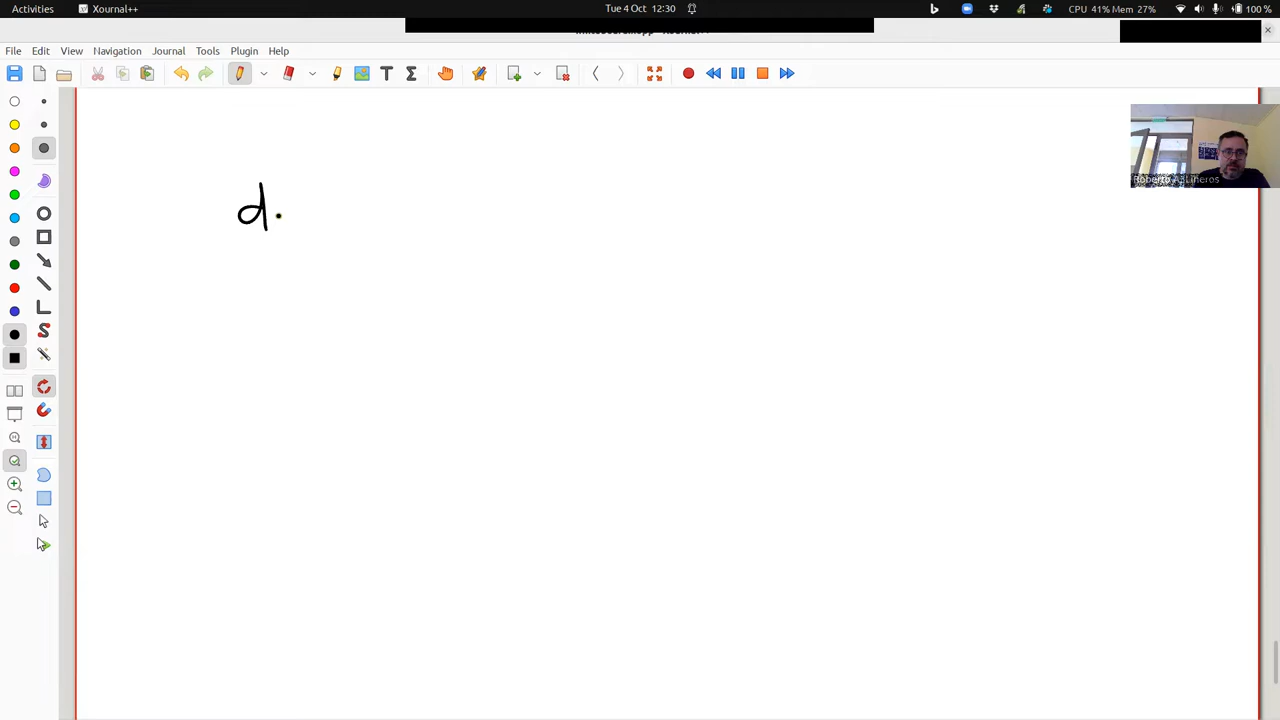 Activities
Xournal++
Tue 4 Oct 12:30
CPU 41% Mem 27%
100 %
File Edit View Navigation Journal Tools Plugin Help
d